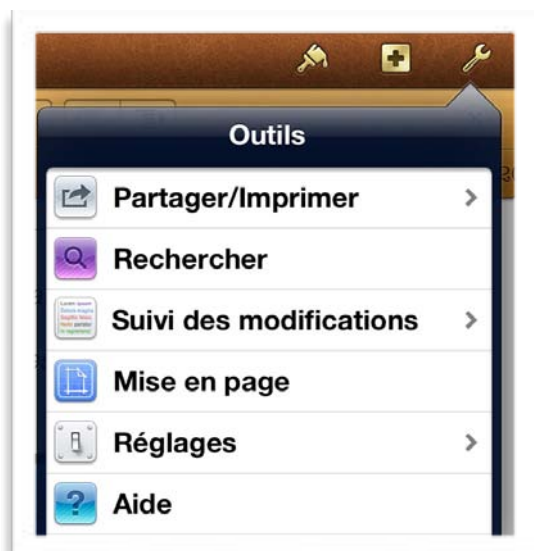 Outils
Partager/Imprimer
Rechercher
Suivi des modifications
Mise en page
Réglages
Aide